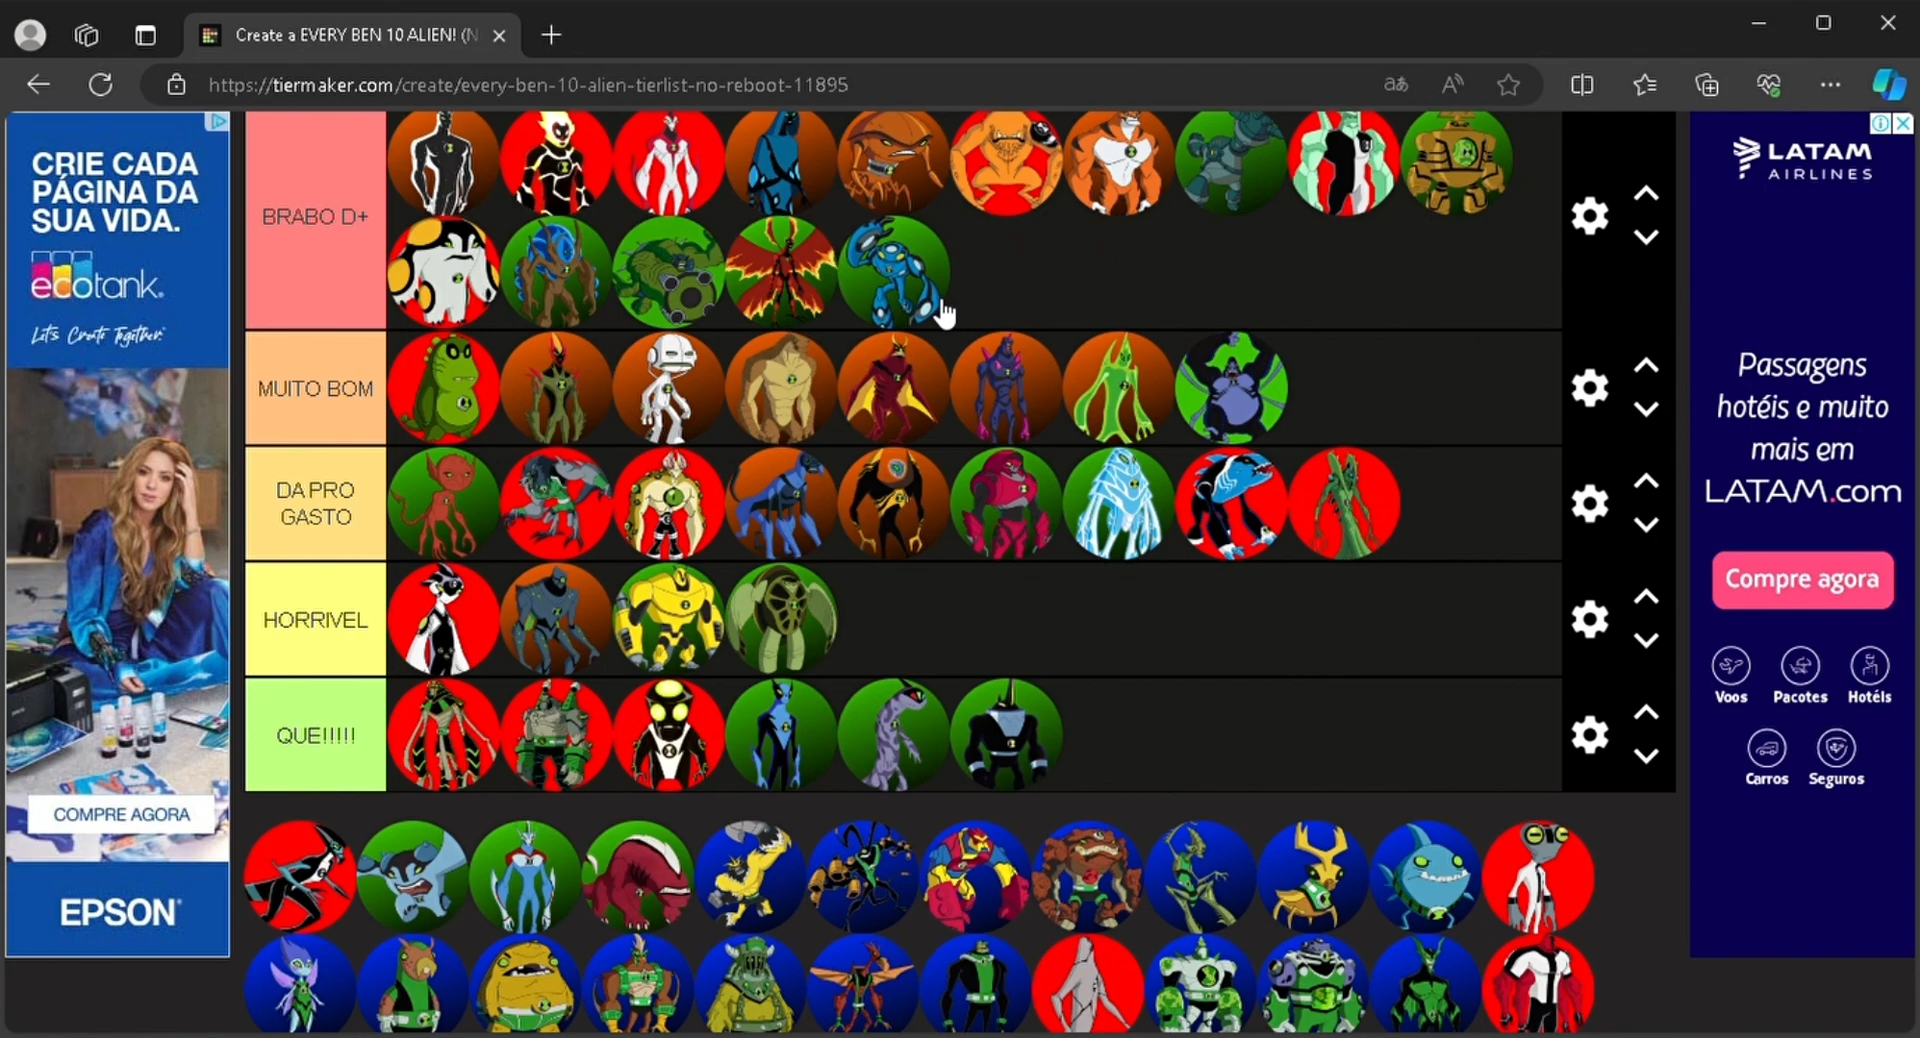 Create a EVERY BEN 10 ALIEN! (N
https://tiermaker.com/create/every-ben-10-alien-tierlist-no-reboot-11895
CRIE CADA
PÁGINA DA
SUA VIDA.
ecotank.
Let's Create Together.
COMPRE AGORA
EPSON
BRABO D+
MUITO BOM
DA PRO
GASTO
HORRIVEL
QUE!!!!!
LATAM
AIRLINES
Passagens
hotéis e muito
mais em
LATAM.com
Compre agora
Voos Pacotes Hotéis
Carros Seguros